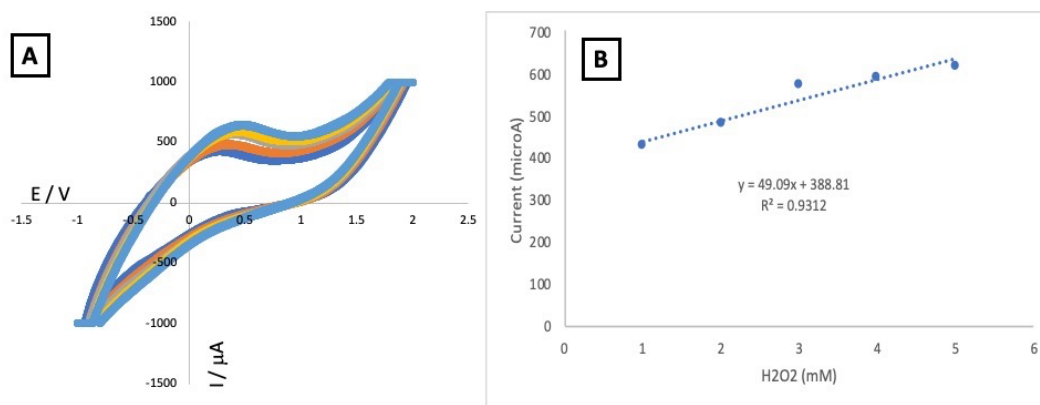 A
1500
1000
500
0
-500
-1000
-1500
E / V
-1.5 -1 -0.5 0 0.5 1 1.5 2 2.5
I / μA
B
700
600
500
400
300
200
100
0
Current (microA)
y = 49.09x + 388.81
R² = 0.9312
0 1 2 3 4 5 6
H2O2 (mM)